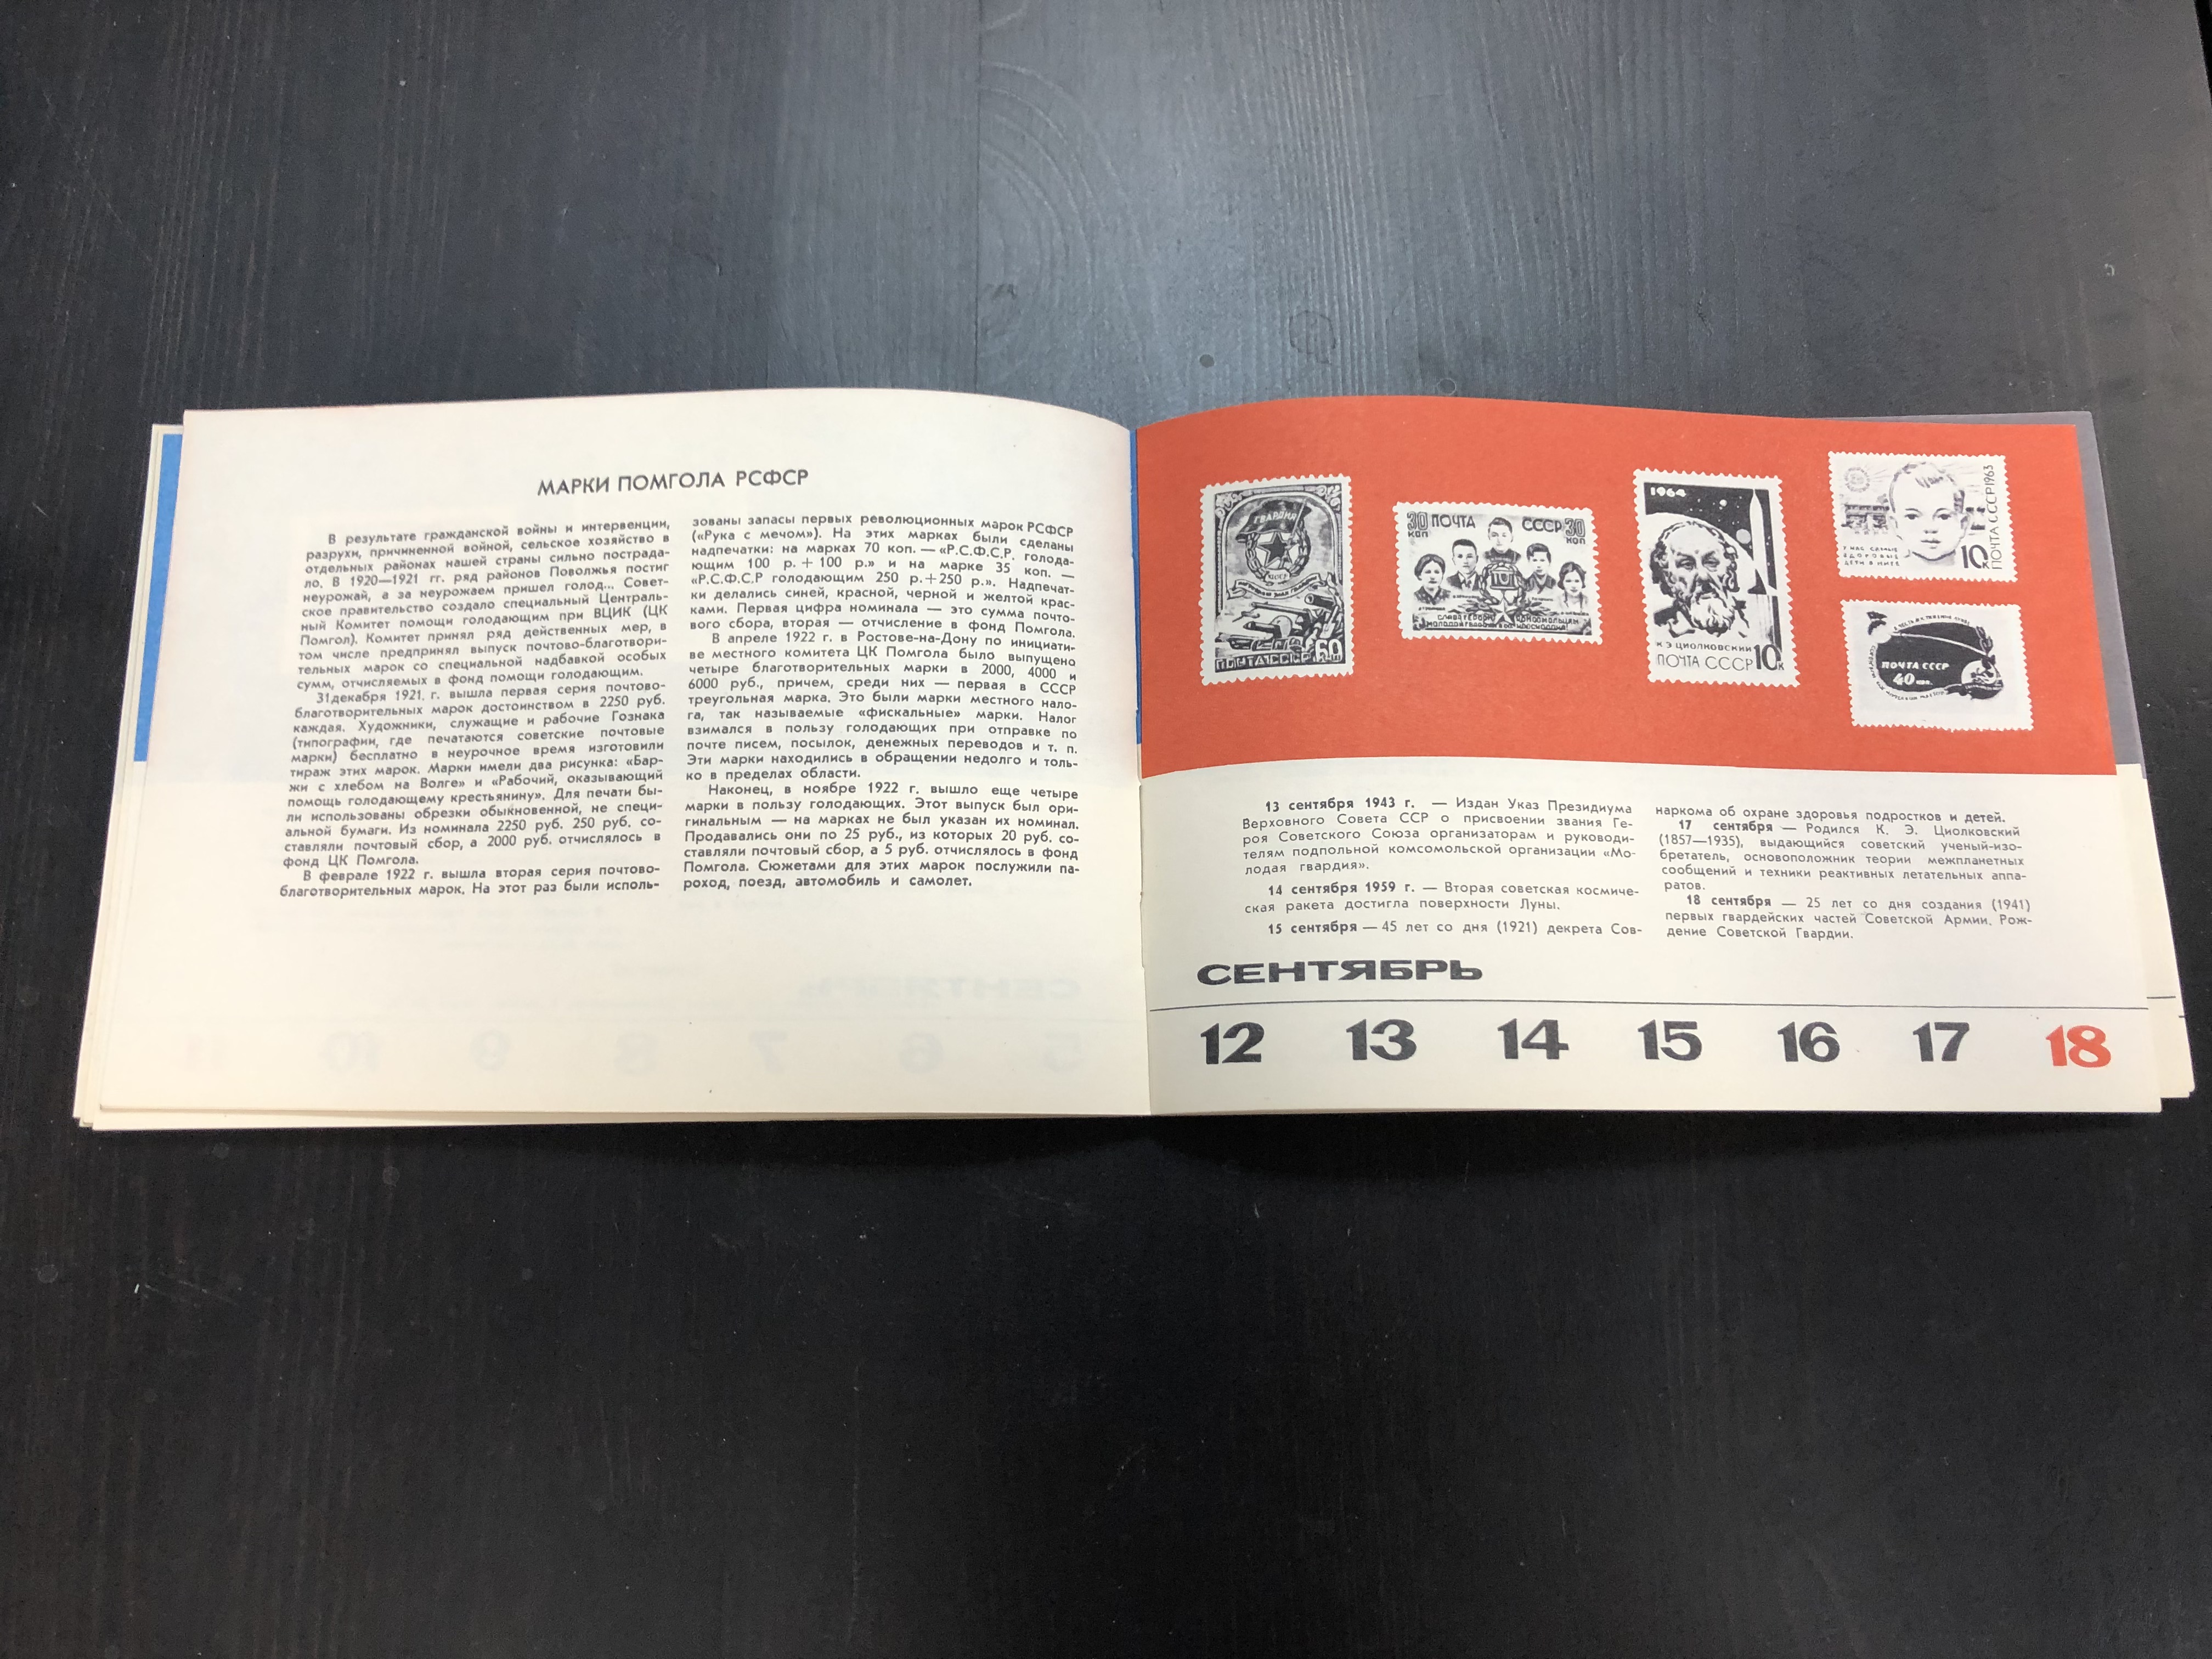 МАРКИ ПОМГОЛА РСФСР
В результате гражданской войны и интервенции,
разрухи, причиненной войной, сельское хозяйство в
отдельных районах нашей страны сильно пострада-
ло. В 1920—1921 гг. ряд районов Поволжья постиг
неурожай, а за неурожаем пришел голод... Совет-
ское правительство создало специальный Централь-
ный Комитет помощи голодающим при ВЦИК (ЦК
Помгол). Комитет принял ряд действенных мер, в
том числе предпринял выпуск почтово-благотвори-
тельных марок со специальной надбавкой особых
сумм, отчисляемых в фонд помощи голодающим.
31декабря 1921. г. вышла первая серия почтово-
благотворительных марок достоинством в 2250 руб.
каждая. Художники, служащие и рабочие Гознака
(типографии, где печатаются советские почтовые
марки) бесплатно в неурочное время изготовили
тираж этих марок. Марки имели два рисунка: «Бар-
жи с хлебом на Волге» и «Рабочий, оказывающий
помощь голодающему крестьянину». Для печати бы-
ли использованы обрезки обыкновенной, не специ-
альной бумаги. Из номинала 2250 руб. 250 руб. со-
ставляли почтовый сбор, а 2000 руб. отчислялось в
фонд ЦК Помгола.
В феврале 1922 г. вышла вторая серия почтово-
благотворительных марок. На этот раз были исполь-
зованы запасы первых революционных марок РСФСР
(«Рука с мечом»). На этих марках были сделаны
надпечатки: на марках 70 коп. — «Р.С.Ф.С.Р. голода-
ющим 100 р. + 100 р.» и на марке 35 коп. —
«Р.С.Ф.С.Р голодающим 250 р.+250 р.». Надпечат-
ки делались синей, красной, черной и желтой крас-
ками. Первая цифра номинала — это сумма почто-
вого сбора, вторая — отчисление в фонд Помгола.
В апреле 1922 г. в Ростове-на-Дону по инициати-
ве местного комитета ЦК Помгола было выпущено
четыре благотворительных марки в 2000, 4000 и
6000 руб., причем, среди них — первая в СССР
треугольная марка. Это были марки местного нало-
га, так называемые «фискальные» марки. Налог
взимался в пользу голодающих при отправке по
почте писем, посылок, денежных переводов и т. п.
Эти марки находились в обращении недолго и толь-
ко в пределах области.
Наконец, в ноябре 1922 г. вышло еще четыре
марки в пользу голодающих. Этот выпуск был ори-
гинальным — на марках не был указан их номинал.
Продавались они по 25 руб., из которых 20 руб. со-
ставляли почтовый сбор, а 5 руб. отчислялось в фонд
Помгола. Сюжетами для этих марок послужили па-
роход, поезд, автомобиль и самолет.
ГВАРДИЯ
ПОЧТА СССР 60
30 КОП ПОЧТА СССР 30 КОП
СЛАВА ГЕРОЯМ КОМСОМОЛЬЦАМ
1964
К. Э. ЦИОЛКОВСКИЙ
ПОЧТА СССР 10к
У НАС САМЫЕ
ЗДОРОВЫЕ
ДЕТИ В МИРЕ
10к
ПОЧТА СССР 1963
ПОЧТА СССР
40 коп.
13 сентября 1943 г. — Издан Указ Президиума
Верховного Совета ССР о присвоении звания Ге-
роя Советского Союза организаторам и руководи-
телям подпольной комсомольской организации «Мо-
лодая гвардия».
14 сентября 1959 г. — Вторая советская космиче-
ская ракета достигла поверхности Луны.
15 сентября — 45 лет со дня (1921) декрета Сов-
наркома об охране здоровья подростков и детей.
17 сентября — Родился К. Э. Циолковский
(1857—1935), выдающийся советский ученый-изо-
бретатель, основоположник теории межпланетных
сообщений и техники реактивных летательных аппа-
ратов.
18 сентября — 25 лет со дня создания (1941)
первых гвардейских частей Советской Армии. Рож-
дение Советской Гвардии.
СЕНТЯБРЬ
12 13 14 15 16 17 18